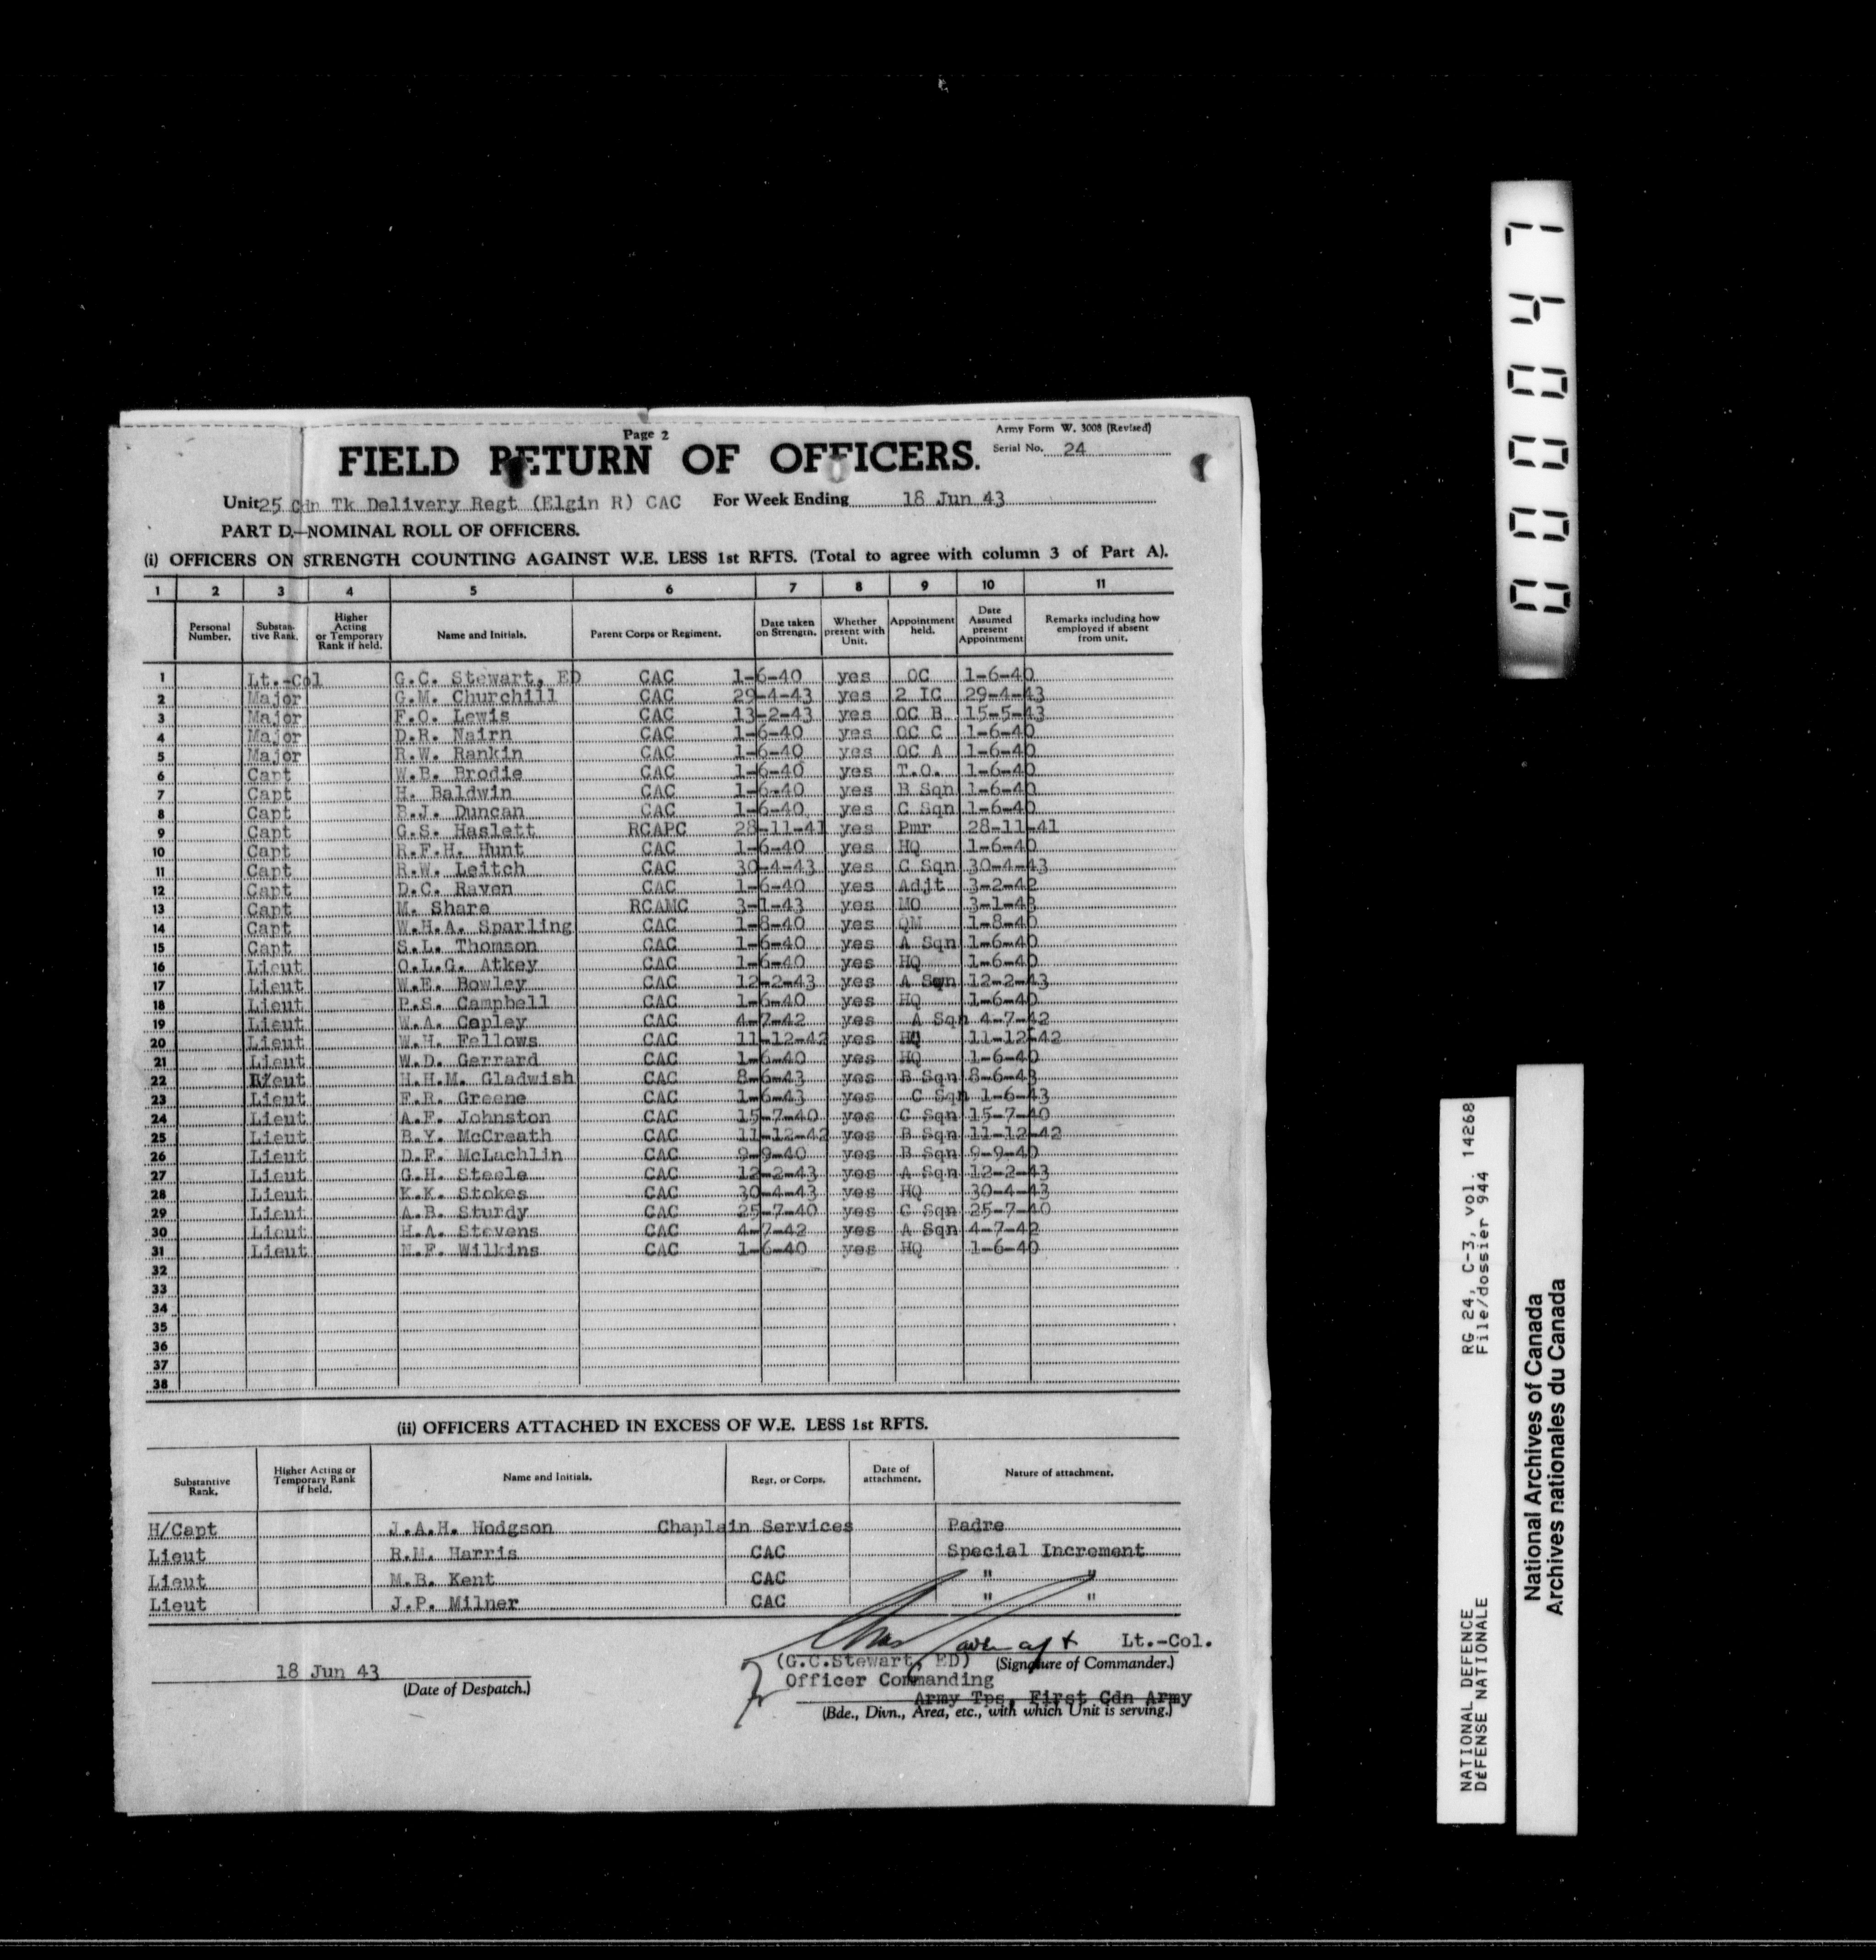 Page 2
Army Form W. 3008 (Revised)
FIELD RETURN OF OFFICERS.
Serial No. 24
Unit 25 Cdn Tk Delivery Regt (Elgin R) CAC For Week Ending 18 Jun 43
PART D.—NOMINAL ROLL OF OFFICERS.
(i) OFFICERS ON STRENGTH COUNTING AGAINST W.E. LESS 1st RFTS. (Total to agree with column 3 of Part A).
1 2 3 4 5 6 7 8 9 10 11
Personal Number. Substantive Rank. Higher Acting or Temporary Rank if held. Name and Initials. Parent Corps or Regiment. Date taken on Strength. Whether present with Unit. Appointment held. Date Assumed present Appointment Remarks including how employed if absent from unit.
1 Lt.-Col G.C. Stewart, ED CAC 1-6-40 yes OC 1-6-40
2 Major G.M. Churchill CAC 29-4-43 yes 2 IC 29-4-43
3 Major F.O. Lewis CAC 13-2-43 yes OC B 15-5-43
4 Major D.R. Nairn CAC 1-6-40 yes OC C 1-6-40
5 Major R.W. Rankin CAC 1-6-40 yes OC A 1-6-40
6 Capt W.B. Brodie CAC 1-6-40 yes T.O. 1-6-40
7 Capt H. Baldwin CAC 1-6-40 yes B Sqn 1-6-40
8 Capt B.J. Duncan CAC 1-6-40 yes C Sqn 1-6-40
9 Capt G.S. Haslett RCAPC 28-11-41 yes Pmr 28-11-41
10 Capt R.F.H. Hunt CAC 1-6-40 yes HQ 1-6-40
11 Capt R.W. Leitch CAC 30-4-43 yes C Sqn 30-4-43
12 Capt D.C. Raven CAC 1-6-40 yes Adjt 3-2-42
13 Capt M. Share RCAMC 3-1-43 yes MO 3-1-43
14 Capt W.H.A. Sparling CAC 1-8-40 yes QM 1-8-40
15 Capt S.L. Thomson CAC 1-6-40 yes A Sqn 1-6-40
16 Lieut O.L.G. Atkey CAC 1-6-40 yes HQ 1-6-40
17 Lieut W.E. Bowley CAC 12-2-43 yes A Sqn 12-2-43
18 Lieut P.S. Campbell CAC 1-6-40 yes HQ 1-6-40
19 Lieut W.A. Copley CAC 4-7-42 yes A Sqn 4-7-42
20 Lieut W.H. Fellows CAC 11-12-42 yes HQ 11-12-42
21 Lieut W.D. Gerrard CAC 1-6-40 yes HQ 1-6-40
22 Lieut H.H.M. Gladwish CAC 8-6-43 yes B Sqn 8-6-43
23 Lieut F.R. Greene CAC 1-6-43 yes C Sqn 1-6-43
24 Lieut A.F. Johnston CAC 15-7-40 yes C Sqn 15-7-40
25 Lieut B.Y. McCreath CAC 11-12-42 yes B Sqn 11-12-42
26 Lieut D.F. McLachlin CAC 9-9-40 yes B Sqn 9-9-40
27 Lieut G.H. Steele CAC 12-2-43 yes A Sqn 12-2-43
28 Lieut K.K. Stokes CAC 30-4-43 yes HQ 30-4-43
29 Lieut A.B. Sturdy CAC 25-7-40 yes C Sqn 25-7-40
30 Lieut H.A. Stevens CAC 4-7-42 yes A Sqn 4-7-42
31 Lieut N.F. Wilkins CAC 1-6-40 yes HQ 1-6-40
32
33
34
35
36
37
38
(ii) OFFICERS ATTACHED IN EXCESS OF W.E. LESS 1st RFTS.
Substantive Rank. Higher Acting or Temporary Rank if held. Name and Initials. Regt. or Corps. Date of attachment. Nature of attachment.
H/Capt J.A.H. Hodgson Chaplain Services Padre
Lieut R.M. Harris CAC Special Increment
Lieut M.B. Kent CAC " "
Lieut J.P. Milner CAC " "
Lt.-Col.
(G.C.Stewart, ED) (Signature of Commander.)
18 Jun 43
(Date of Despatch.)
Officer Commanding
Army Tps, First Cdn Army
(Bde., Divn., Area, etc., with which Unit is serving.)
000047
RG 24, C-3, vol. 14268
File/dossier 944
NATIONAL DEFENCE
DÉFENSE NATIONALE
National Archives of Canada
Archives nationales du Canada